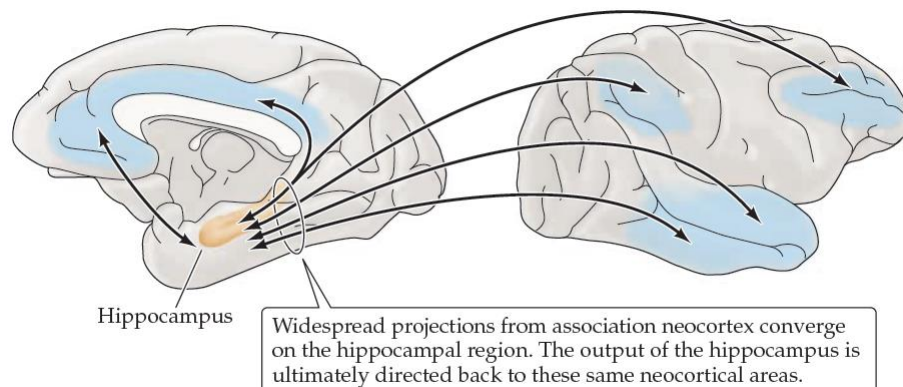 Hippocampus
Widespread projections from association neocortex converge
on the hippocampal region. The output of the hippocampus is
ultimately directed back to these same neocortical areas.